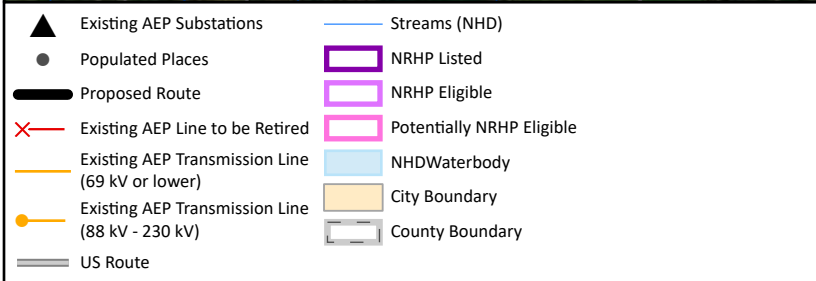 Existing AEP Substations
Populated Places
Proposed Route
Existing AEP Line to be Retired
Existing AEP Transmission Line
(69 kV or lower)
Existing AEP Transmission Line
(88 kV - 230 kV)
US Route
Streams (NHD)
NRHP Listed
NRHP Eligible
Potentially NRHP Eligible
NHDWaterbody
City Boundary
County Boundary